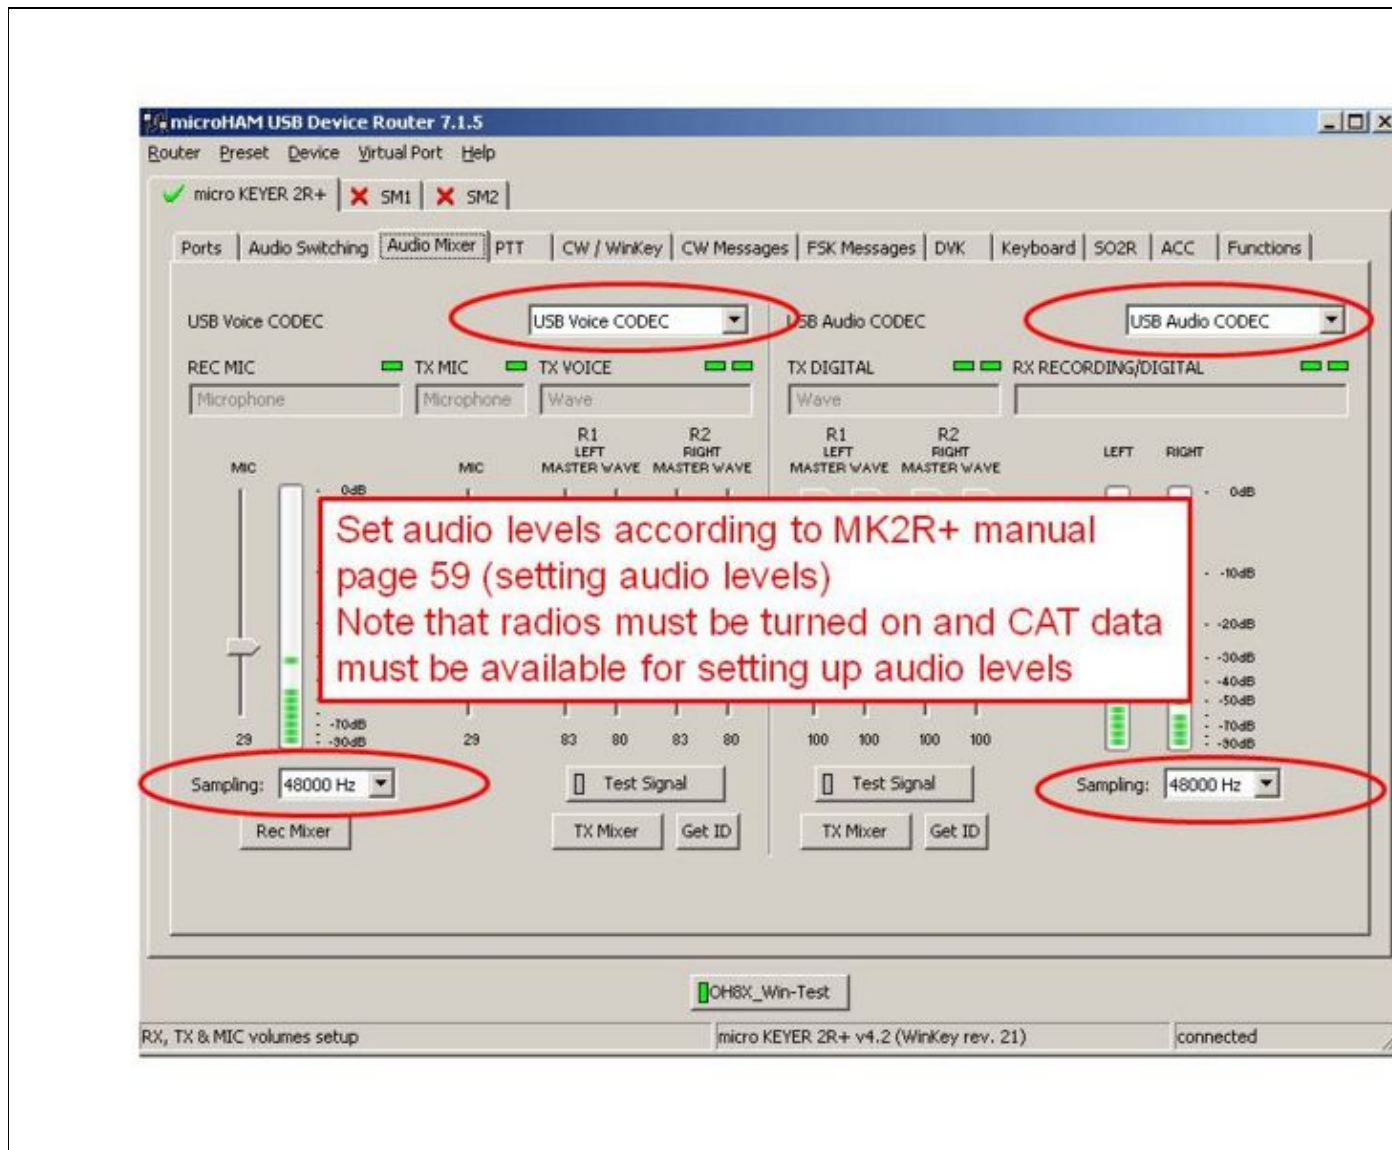 microHAM USB Device Router 7.1.5
Router Preset Device Virtual Port Help
micro KEYER 2R+ SM1 SM2
Ports Audio Switching Audio Mixer PTT CW / WinKey CW Messages FSK Messages DVK Keyboard SO2R ACC Functions
USB Voice CODEC USB Voice CODEC USB Audio CODEC USB Audio CODEC
REC MIC TX MIC TX VOICE TX DIGITAL RX RECORDING/DIGITAL
Microphone Microphone Wave Wave
R1 R2 R1 R2
LEFT RIGHT LEFT RIGHT LEFT RIGHT
MIC MIC MASTER WAVE MASTER WAVE MASTER WAVE MASTER WAVE
0dB 0dB
Set audio levels according to MK2R+ manual
page 59 (setting audio levels)
Note that radios must be turned on and CAT data
must be available for setting up audio levels
-10dB
-20dB
-30dB
-40dB
-50dB
-70dB -70dB
29 -90dB 29 83 80 83 80 100 100 100 100 -90dB
Sampling: 48000 Hz Test Signal Test Signal Sampling: 48000 Hz
Rec Mixer TX Mixer Get ID TX Mixer Get ID
OH8X_Win-Test
RX, TX & MIC volumes setup micro KEYER 2R+ v4.2 (WinKey rev. 21) connected